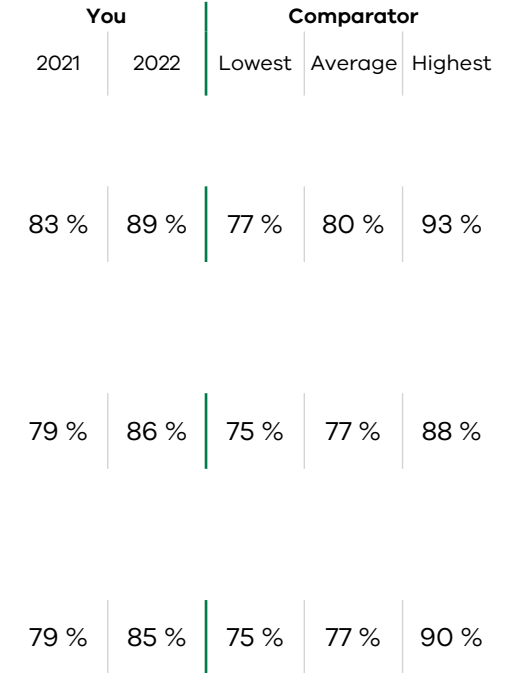 You Comparator
2021 2022 Lowest Average Highest
83 % 89 % 77 % 80 % 93 %
79 % 86 % 75 % 77 % 88 %
79 % 85 % 75 % 77 % 90 %